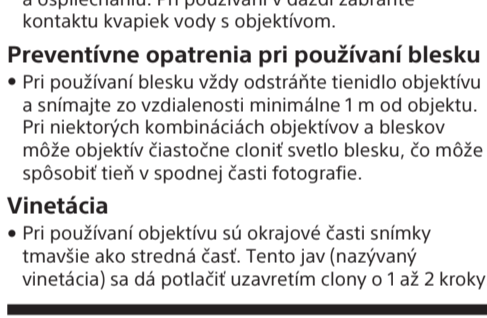 a ospliechaniu. Pri používaní v daždi zabráňte
kontaktu kvapiek vody s objektívom.
Preventívne opatrenia pri používaní blesku
• Pri používaní blesku vždy odstráňte tienidlo objektívu
a snímajte zo vzdialenosti minimálne 1 m od objektu.
Pri niektorých kombináciách objektívov a bleskov
môže objektív čiastočne cloniť svetlo blesku, čo môže
spôsobiť tieň v spodnej časti fotografie.
Vinetácia
• Pri používaní objektívu sú okrajové časti snímky
tmavšie ako stredná časť. Tento jav (nazývaný
vinetácia) sa dá potlačiť uzavretím clony o 1 až 2 kroky